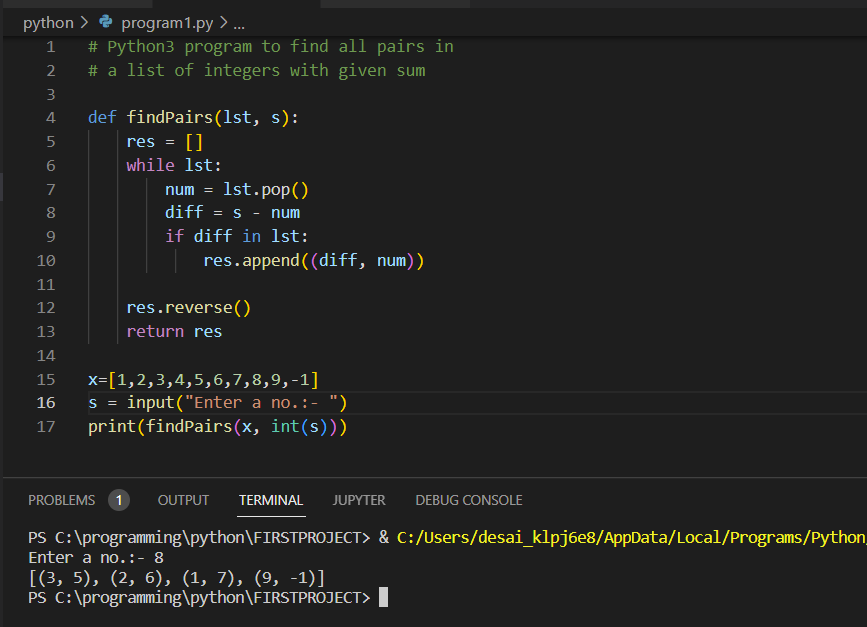 python > program1.py > ...
1 # Python3 program to find all pairs in
2 # a list of integers with given sum
3
4 def findPairs(lst, s):
5     res = []
6     while lst:
7         num = lst.pop()
8         diff = s - num
9         if diff in lst:
10             res.append((diff, num))
11
12     res.reverse()
13     return res
14
15 x=[1,2,3,4,5,6,7,8,9,-1]
16 s = input("Enter a no.:- ")
17 print(findPairs(x, int(s)))
PROBLEMS 1 OUTPUT TERMINAL JUPYTER DEBUG CONSOLE
PS C:\programming\python\FIRSTPROJECT> & C:/Users/desai_klpj6e8/AppData/Local/Programs/Python
Enter a no.:- 8
[(3, 5), (2, 6), (1, 7), (9, -1)]
PS C:\programming\python\FIRSTPROJECT>